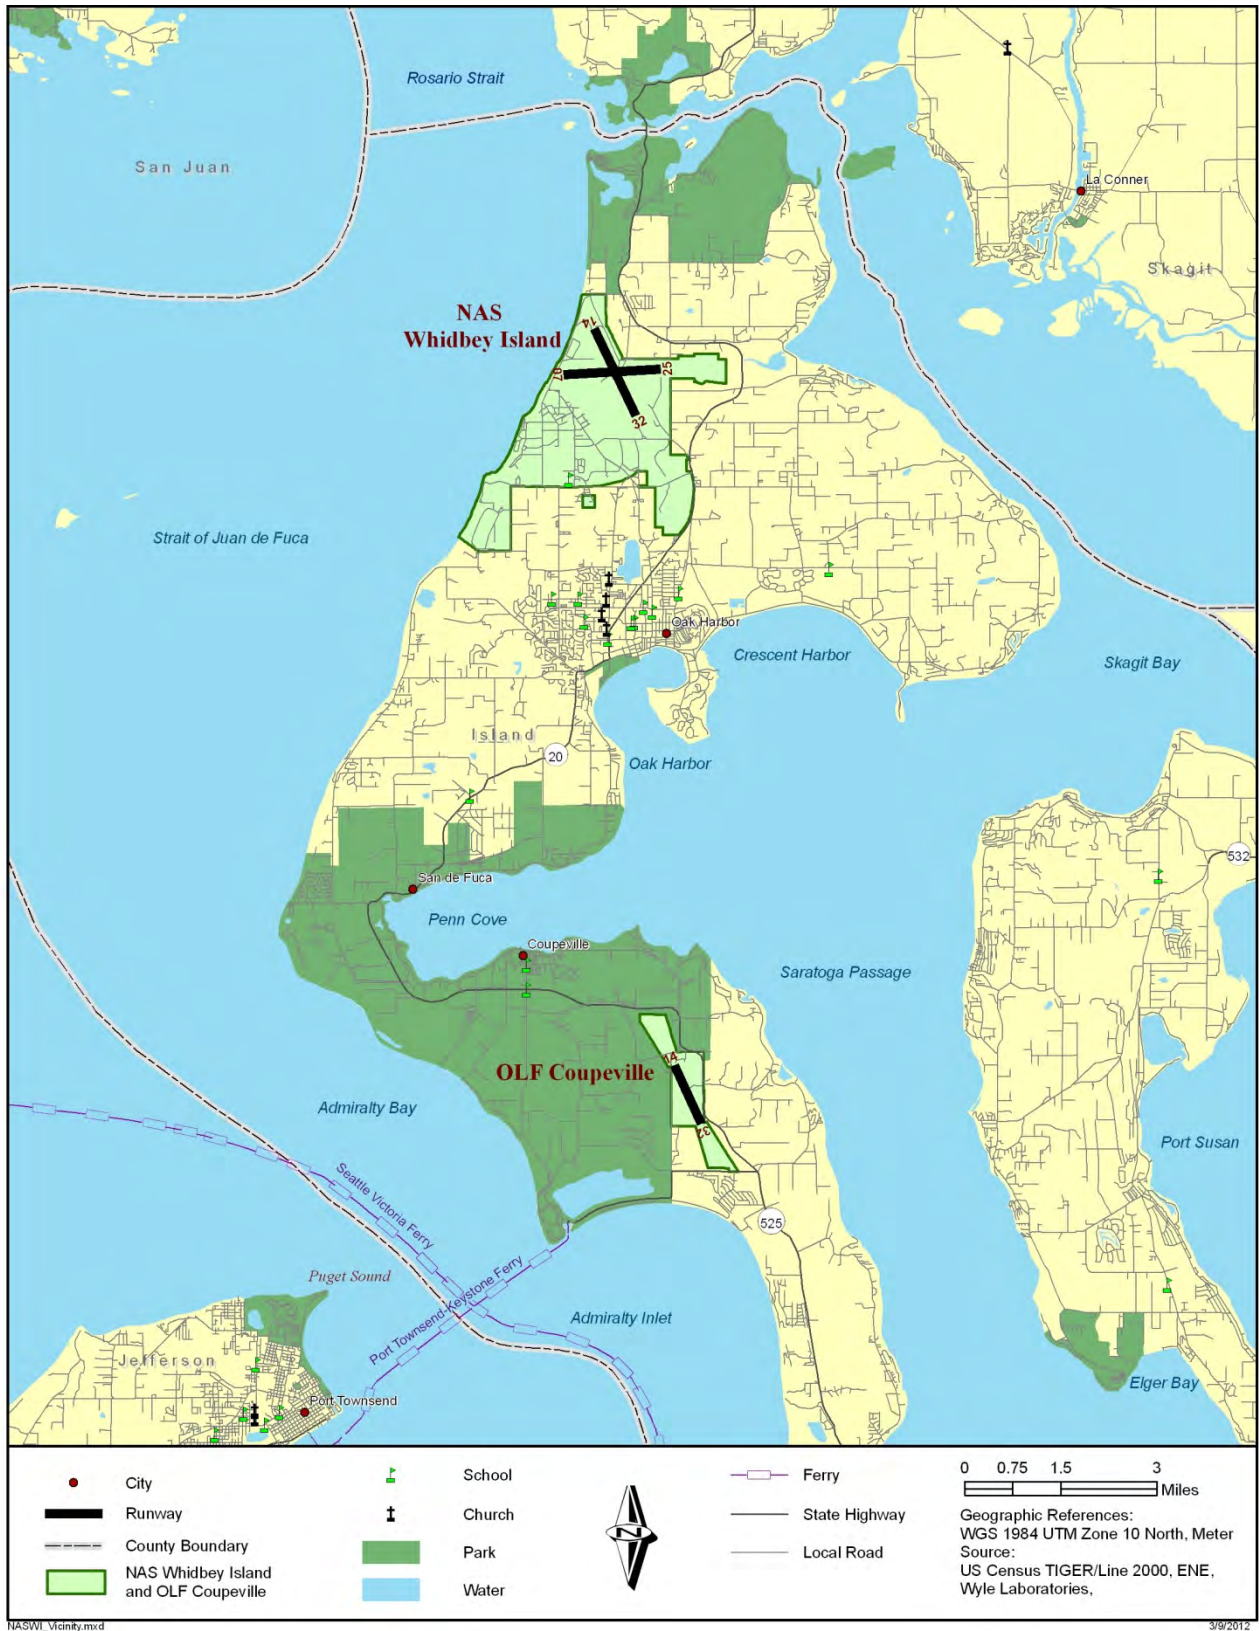 Rosario Strait
San Juan
La Conner
Skagit
NAS
Whidbey Island
14
25
07
32
Strait of Juan de Fuca
Oak Harbor
Crescent Harbor
Skagit Bay
Island
20
Oak Harbor
532
San de Fuca
Penn Cove
Coupeville
Saratoga Passage
14
OLF Coupeville
Admiralty Bay
32
Port Susan
Seattle Victoria Ferry
525
Puget Sound
Port Townsend-Keystone Ferry
Admiralty Inlet
Jefferson
Elger Bay
Port Townsend
City
Runway
County Boundary
NAS Whidbey Island
and OLF Coupeville
School
Church
Park
Water
N
Ferry
State Highway
Local Road
0 0.75 1.5 3
Miles
Geographic References:
WGS 1984 UTM Zone 10 North, Meter
Source:
US Census TIGER/Line 2000, ENE,
Wyle Laboratories,
NASWI_Vicinity.mxd
3/9/2012